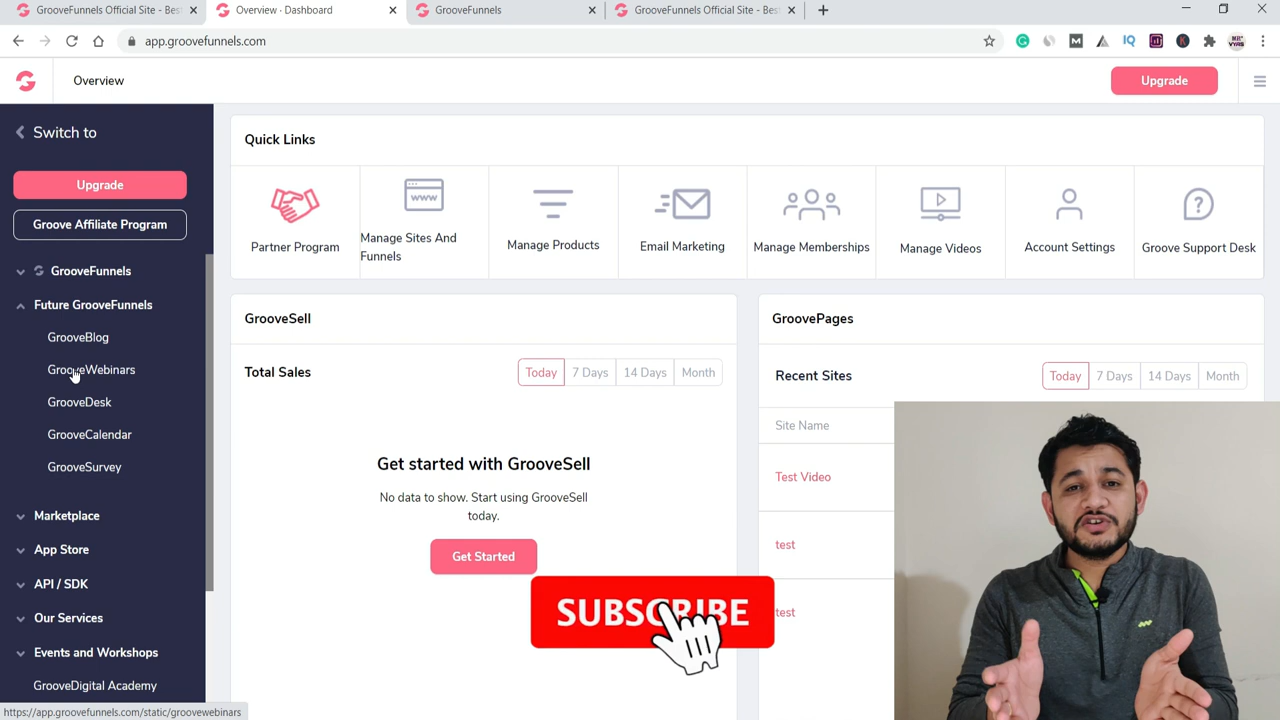 GrooveFunnels Official Site - Bes
Overview · Dashboard
GrooveFunnels
GrooveFunnels Official Site - Bes
app.groovefunnels.com
Overview
Upgrade
Switch to
Upgrade
Groove Affiliate Program
GrooveFunnels
Future GrooveFunnels
GrooveBlog
GrooveWebinars
GrooveDesk
GrooveCalendar
GrooveSurvey
Marketplace
App Store
API / SDK
Our Services
Events and Workshops
GrooveDigital Academy
https://app.groovefunnels.com/static/groovewebinars
Quick Links
www
Partner Program
Manage Sites And
Funnels
Manage Products
Email Marketing
Manage Memberships
Manage Videos
Account Settings
Groove Support Desk
GrooveSell
Total Sales
Today 7 Days 14 Days Month
Get started with GrooveSell
No data to show. Start using GrooveSell
today.
Get Started
GroovePages
Recent Sites
Today 7 Days 14 Days Month
Site Name
Test Video
test
test
SUBSCRIBE